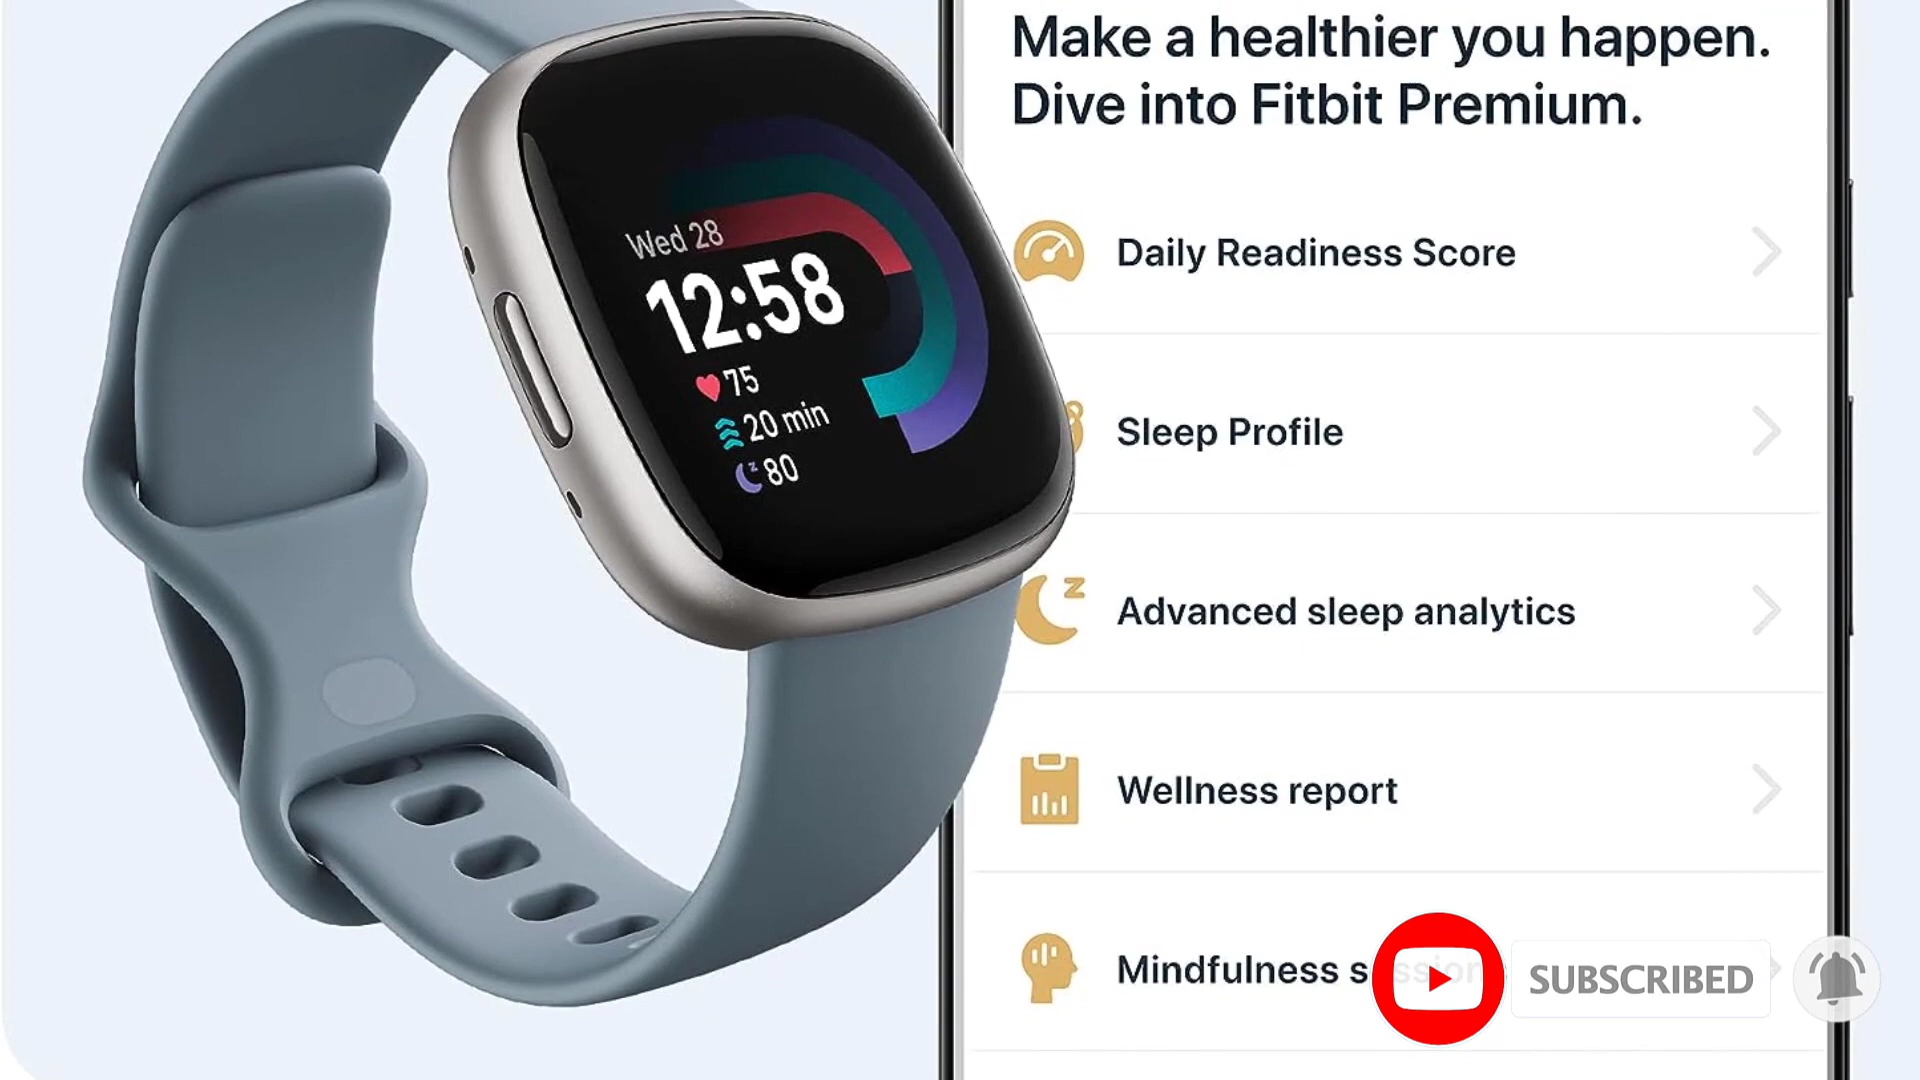 Make a healthier you happen.
Dive into Fitbit Premium.
Wed 28
12:58
75
20 min
z
80
Daily Readiness Score
Sleep Profile
z
Advanced sleep analytics
Wellness report
Mindfulness session
SUBSCRIBED